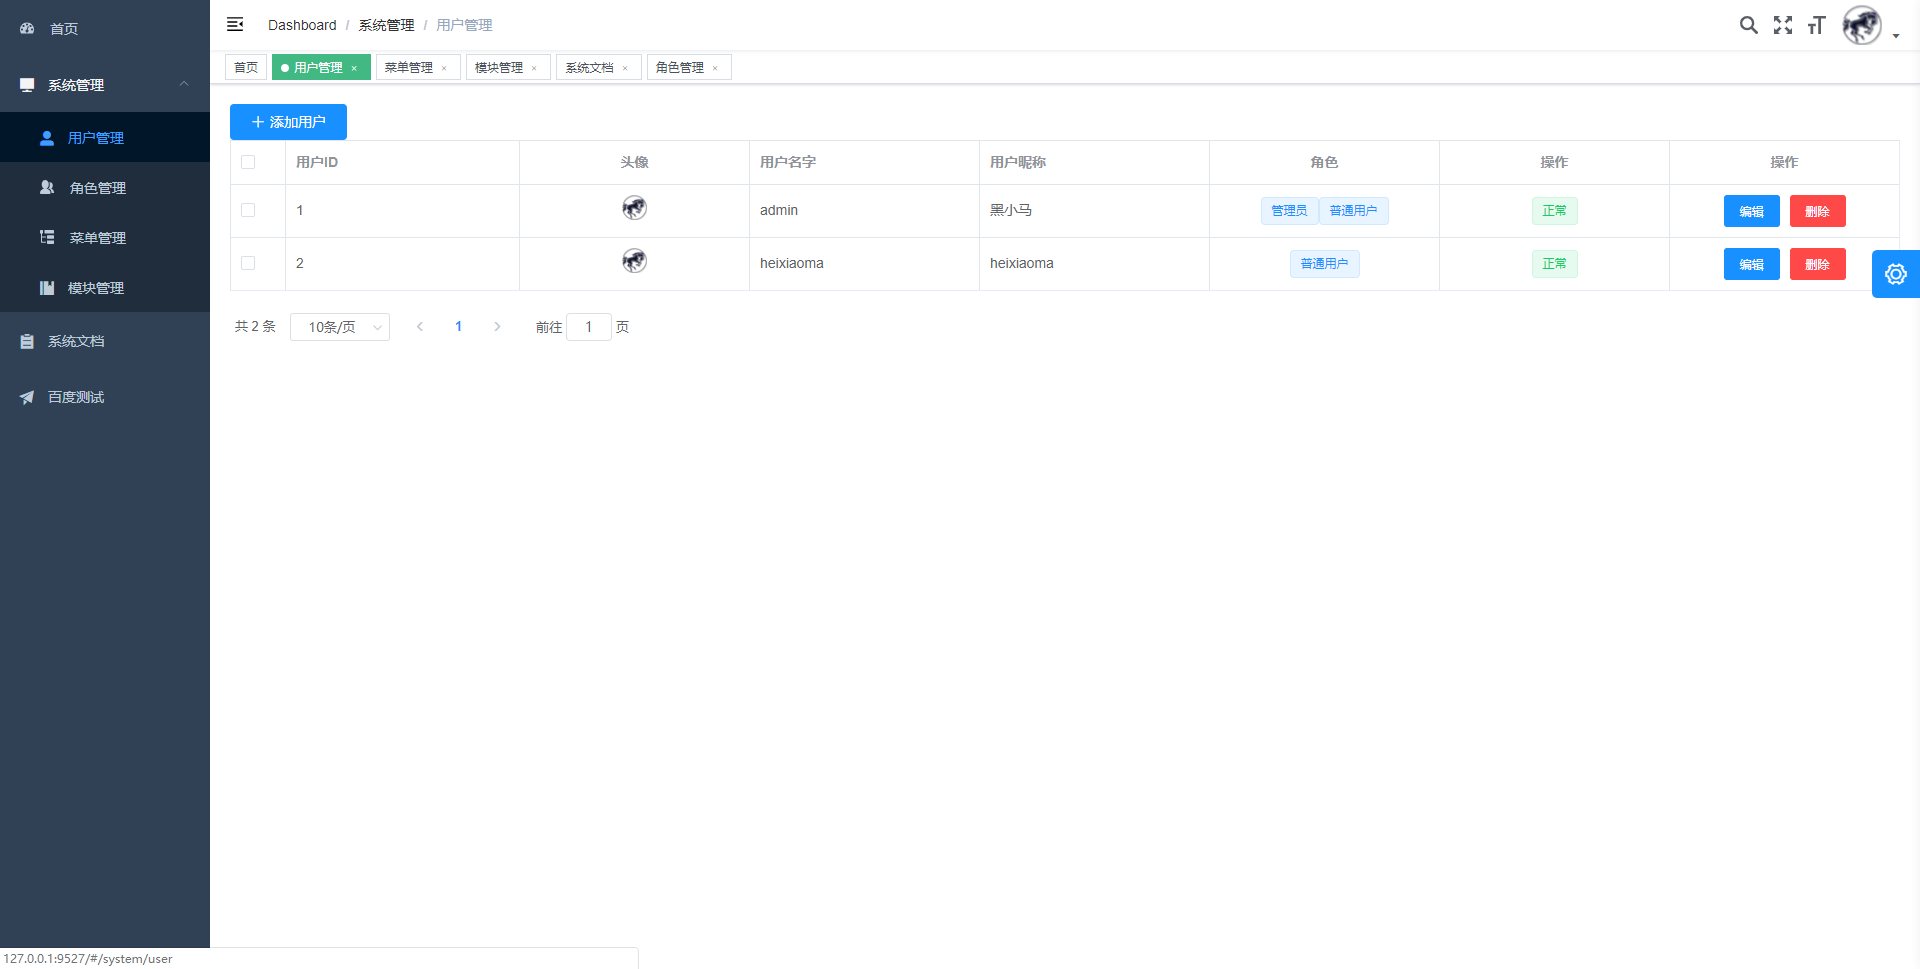 首页
系统管理
用户管理
角色管理
菜单管理
模块管理
系统文档
百度测试
Dashboard / 系统管理 / 用户管理
首页 用户管理 × 菜单管理 × 模块管理 × 系统文档 × 角色管理 ×
+ 添加用户
用户ID 头像 用户名字 用户昵称 角色 操作 操作
1 admin 黑小马 管理员 普通用户 正常 编辑 删除
2 heixiaoma heixiaoma 普通用户 正常 编辑 删除
共 2 条 10条/页 < 1 > 前往 1 页
127.0.0.1:9527/#/system/user